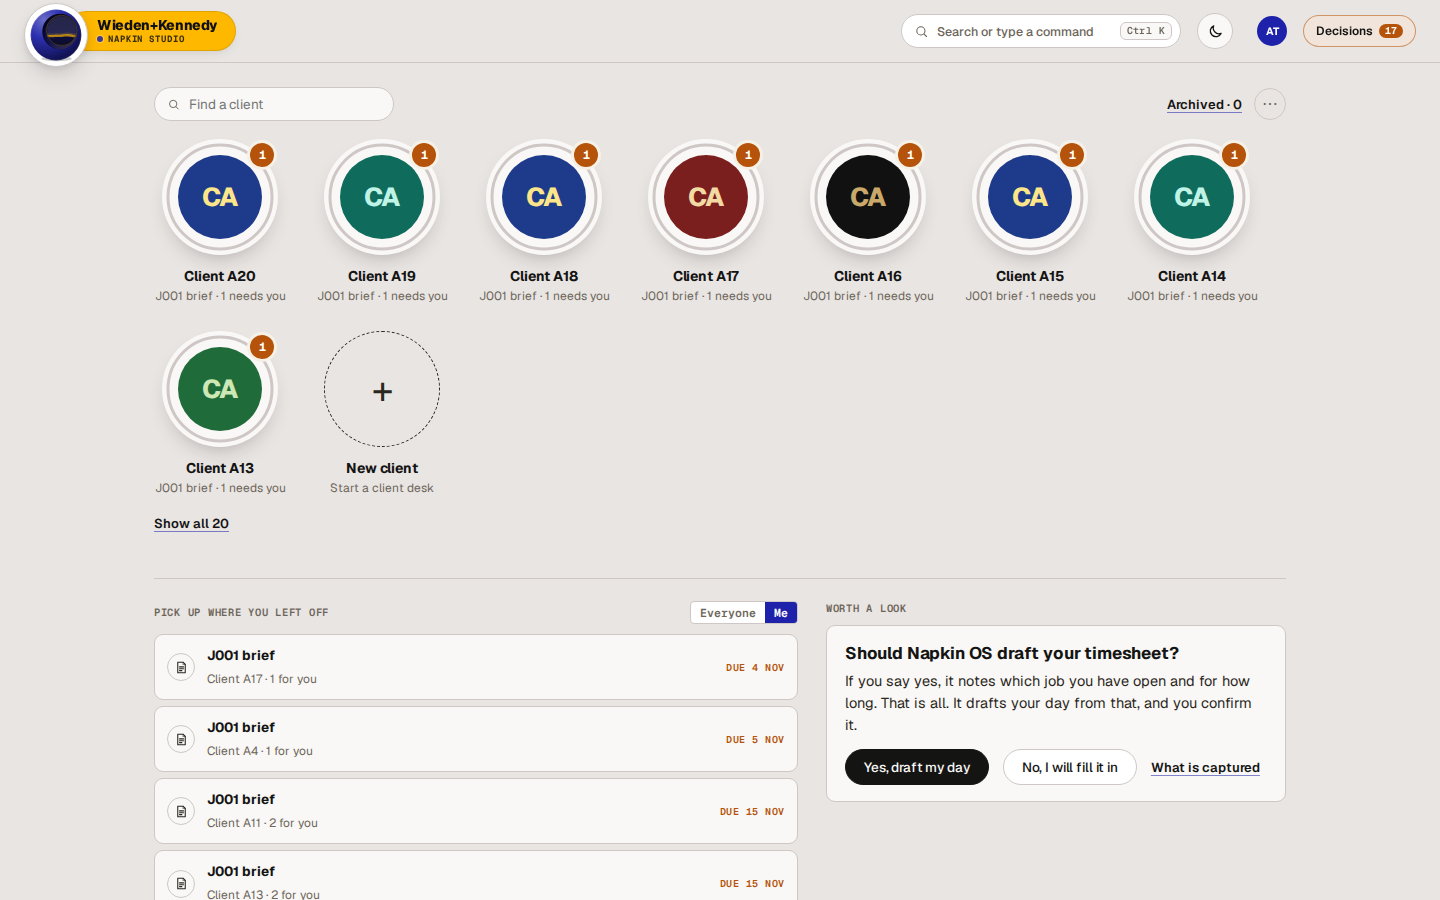 Wieden+Kennedy
NAPKIN STUDIO
Search or type a command
Ctrl K
AT
Decisions 17
Find a client
Archived · 0
1
CA
Client A20
J001 brief · 1 needs you
1
CA
Client A19
J001 brief · 1 needs you
1
CA
Client A18
J001 brief · 1 needs you
1
CA
Client A17
J001 brief · 1 needs you
1
CA
Client A16
J001 brief · 1 needs you
1
CA
Client A15
J001 brief · 1 needs you
1
CA
Client A14
J001 brief · 1 needs you
1
CA
Client A13
J001 brief · 1 needs you
+
New client
Start a client desk
Show all 20
PICK UP WHERE YOU LEFT OFF
Everyone Me
J001 brief
Client A17 · 1 for you
DUE 4 NOV
J001 brief
Client A4 · 1 for you
DUE 5 NOV
J001 brief
Client A11 · 2 for you
DUE 15 NOV
J001 brief
Client A13 · 2 for you
DUE 15 NOV
WORTH A LOOK
Should Napkin OS draft your timesheet?
If you say yes, it notes which job you have open and for how
long. That is all. It drafts your day from that, and you confirm
it.
Yes, draft my day
No, I will fill it in
What is captured